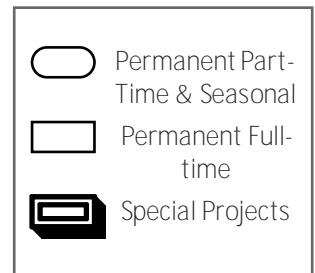 Permanent Part-
Time & Seasonal
Permanent Full-
time
Special Projects